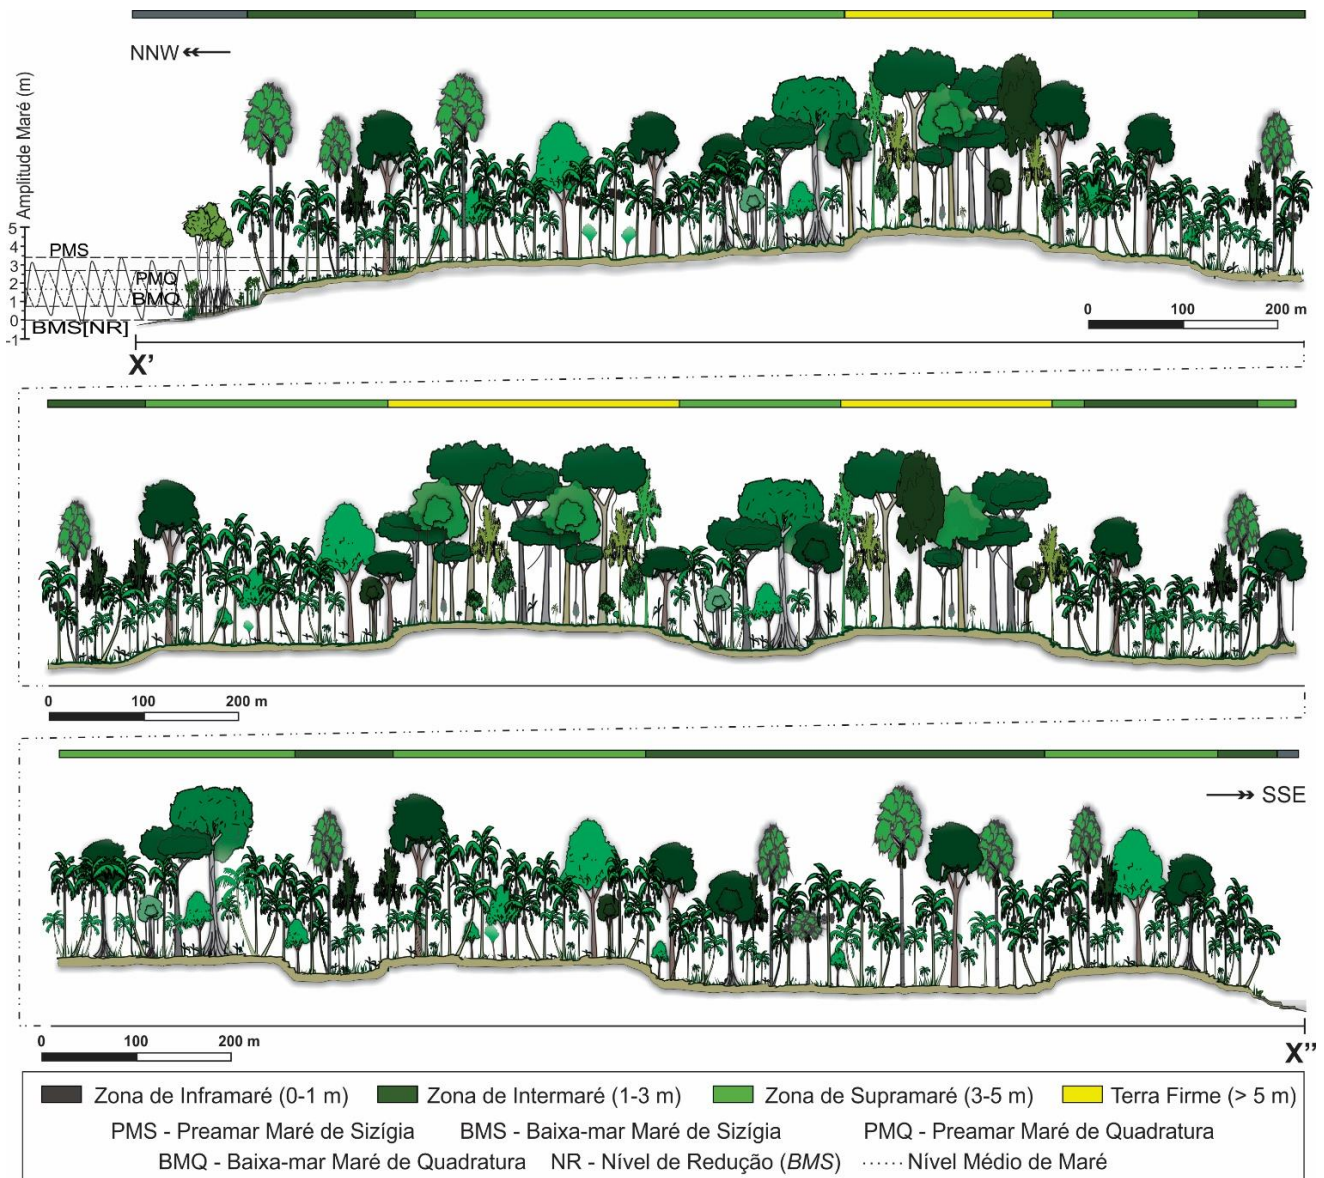 NNW
Amplitude Maré (m)
5
4
3
2
1
0
-1
PMS
PMQ
BMQ
BMS[NR]
0 100 200 m
X'
0 100 200 m
SSE
0 100 200 m
X''
Zona de Inframaré (0-1 m) Zona de Intermaré (1-3 m) Zona de Supramaré (3-5 m) Terra Firme (> 5 m)
PMS - Preamar Maré de Sizígia BMS - Baixa-mar Maré de Sizígia PMQ - Preamar Maré de Quadratura
BMQ - Baixa-mar Maré de Quadratura NR - Nível de Redução (BMS) ...... Nível Médio de Maré